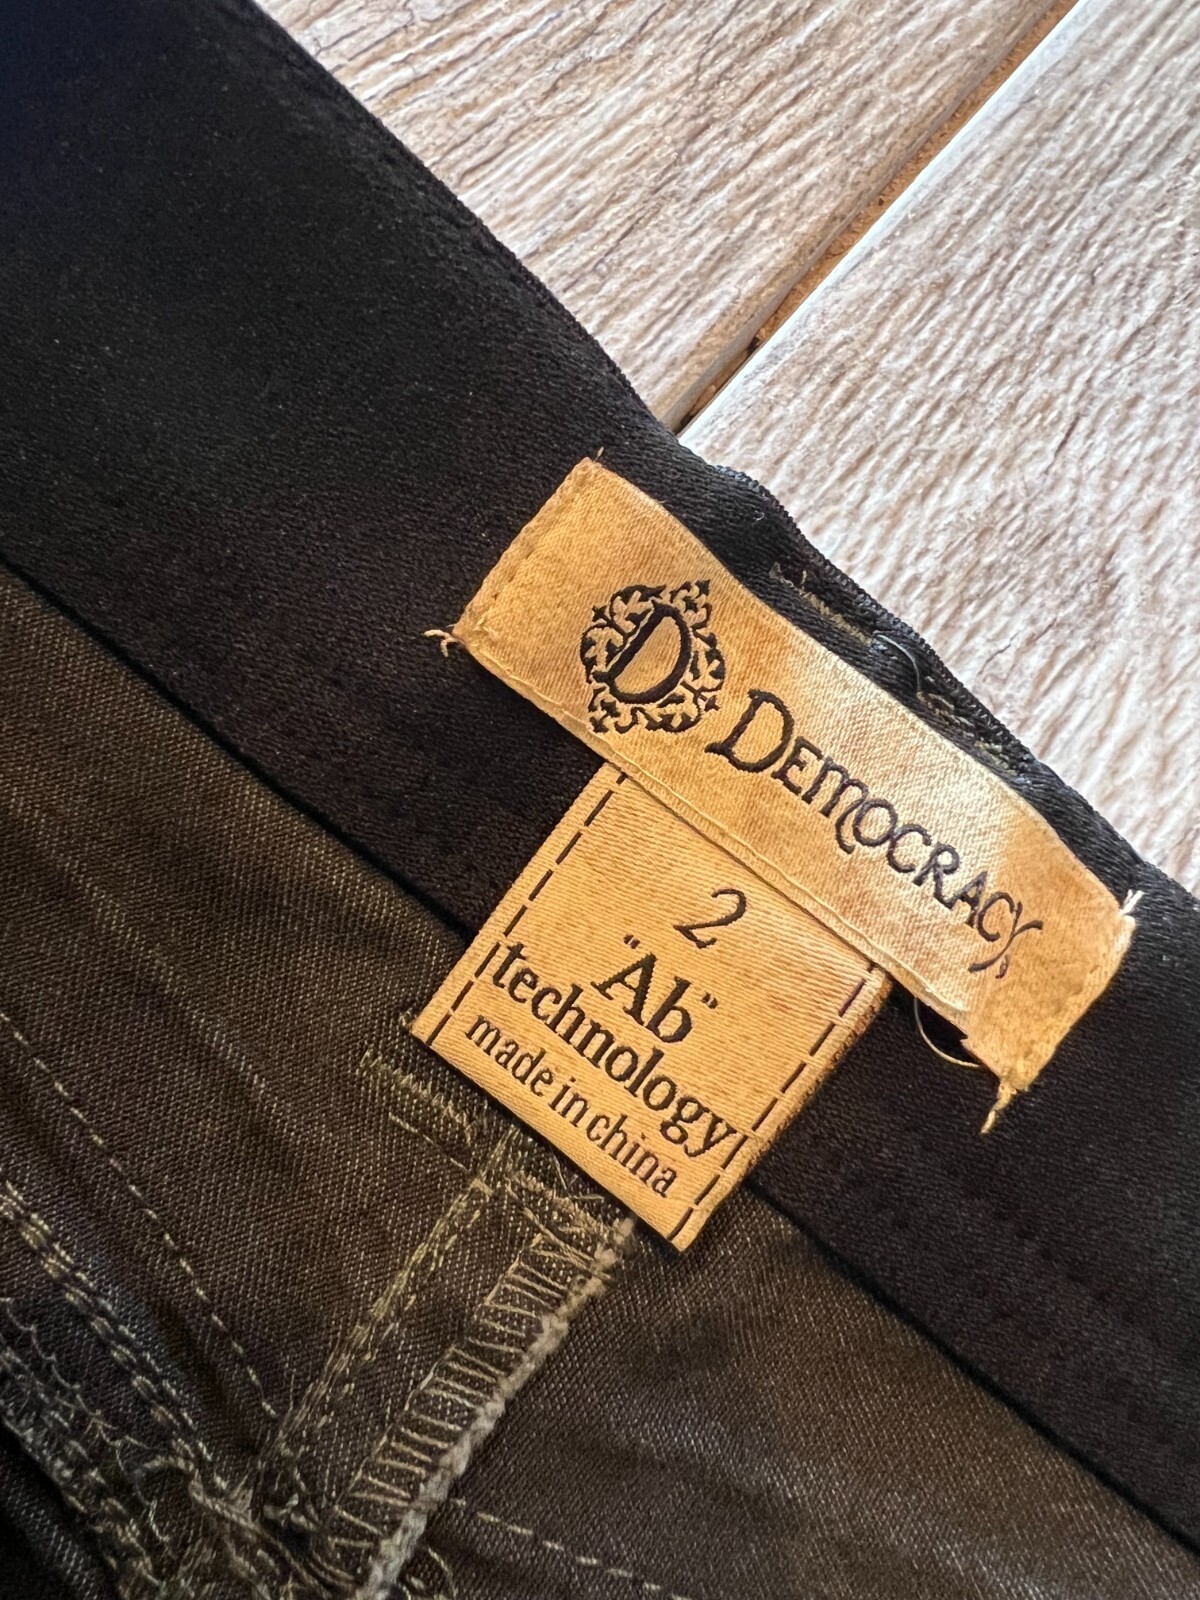 D DEMOCRACY
2
"Ab"
technology
made in china